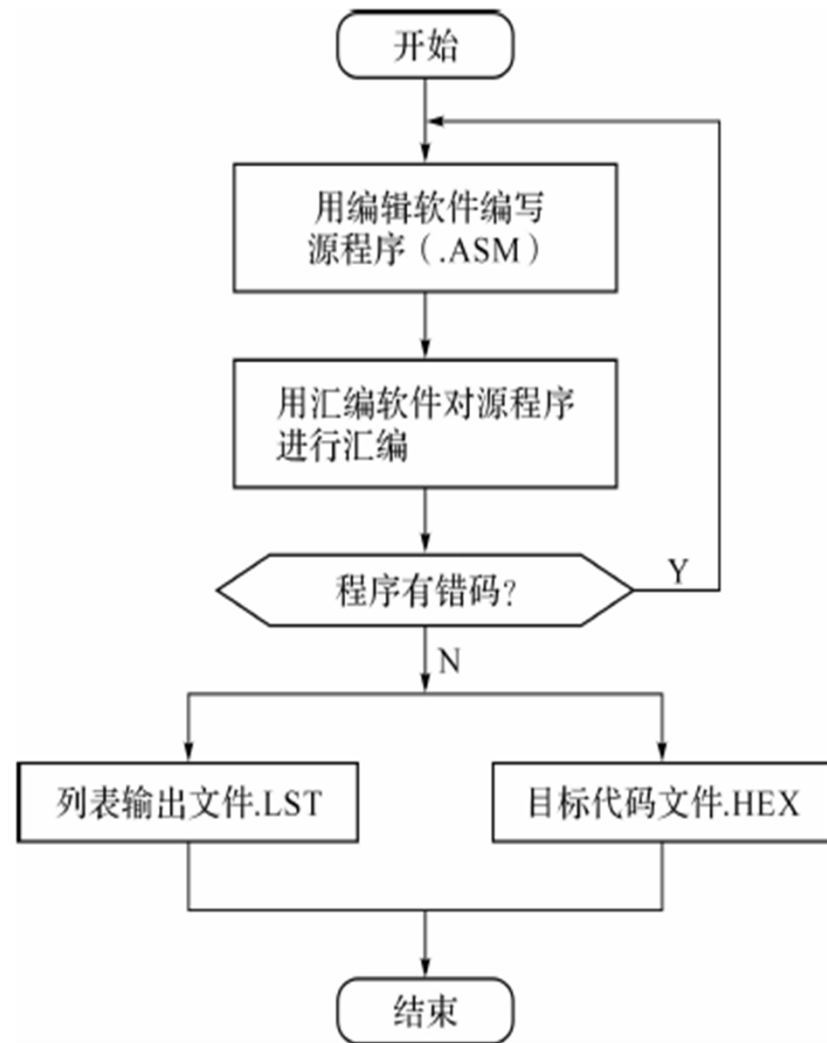 开始
用编辑软件编写
源程序（.ASM）
用汇编软件对源程序
进行汇编
程序有错码?
Y
N
列表输出文件.LST
目标代码文件.HEX
结束